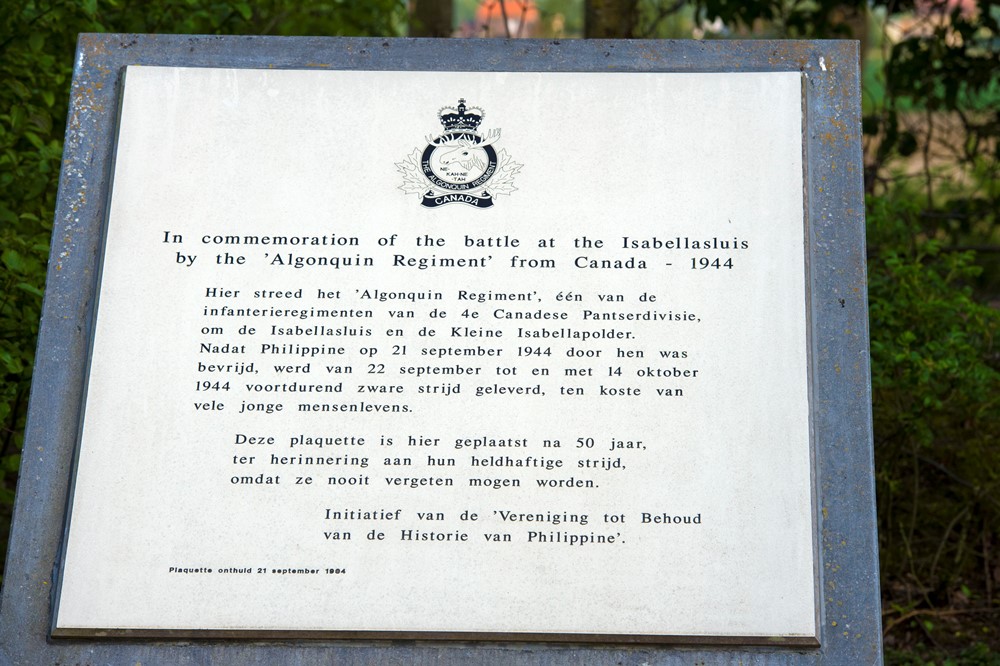 NE-
KAH-NE
-TAH
THE ALGONQUIN REGIMENT
CANADA
In commemoration of the battle at the Isabellasluis
by the 'Algonquin Regiment' from Canada - 1944
Hier streed het 'Algonquin Regiment', één van de
infanterieregimenten van de 4e Canadese Pantserdivisie,
om de Isabellasluis en de Kleine Isabellapolder.
Nadat Philippine op 21 september 1944 door hen was
bevrijd, werd van 22 september tot en met 14 oktober
1944 voortdurend zware strijd geleverd, ten koste van
vele jonge mensenlevens.
Deze plaquette is hier geplaatst na 50 jaar,
ter herinnering aan hun heldhaftige strijd,
omdat ze nooit vergeten mogen worden.
Initiatief van de 'Vereniging tot Behoud
van de Historie van Philippine'.
Plaquette onthuld 21 september 1994